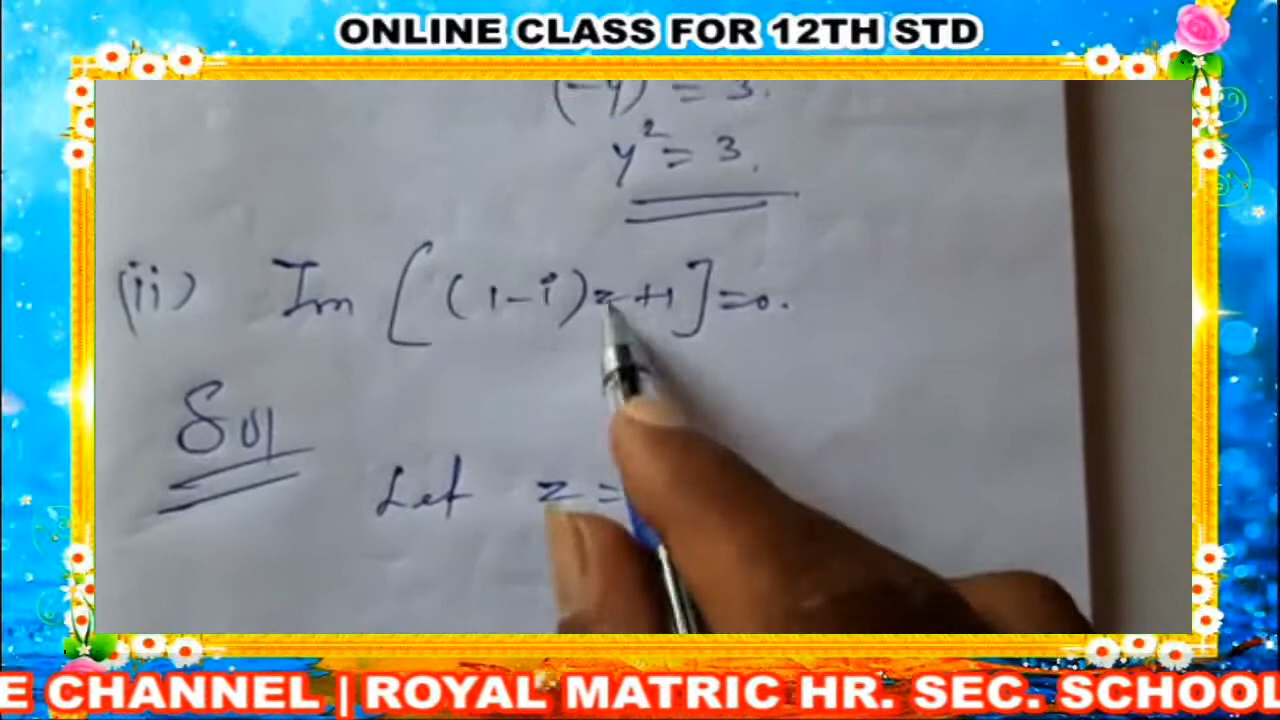 ONLINE CLASS FOR 12TH STD
(-y) = 3.
y² = 3.
(ii) Im [(1-i)z+1]=0.
Sol
Let z =
E CHANNEL | ROYAL MATRIC HR. SEC. SCHOOL